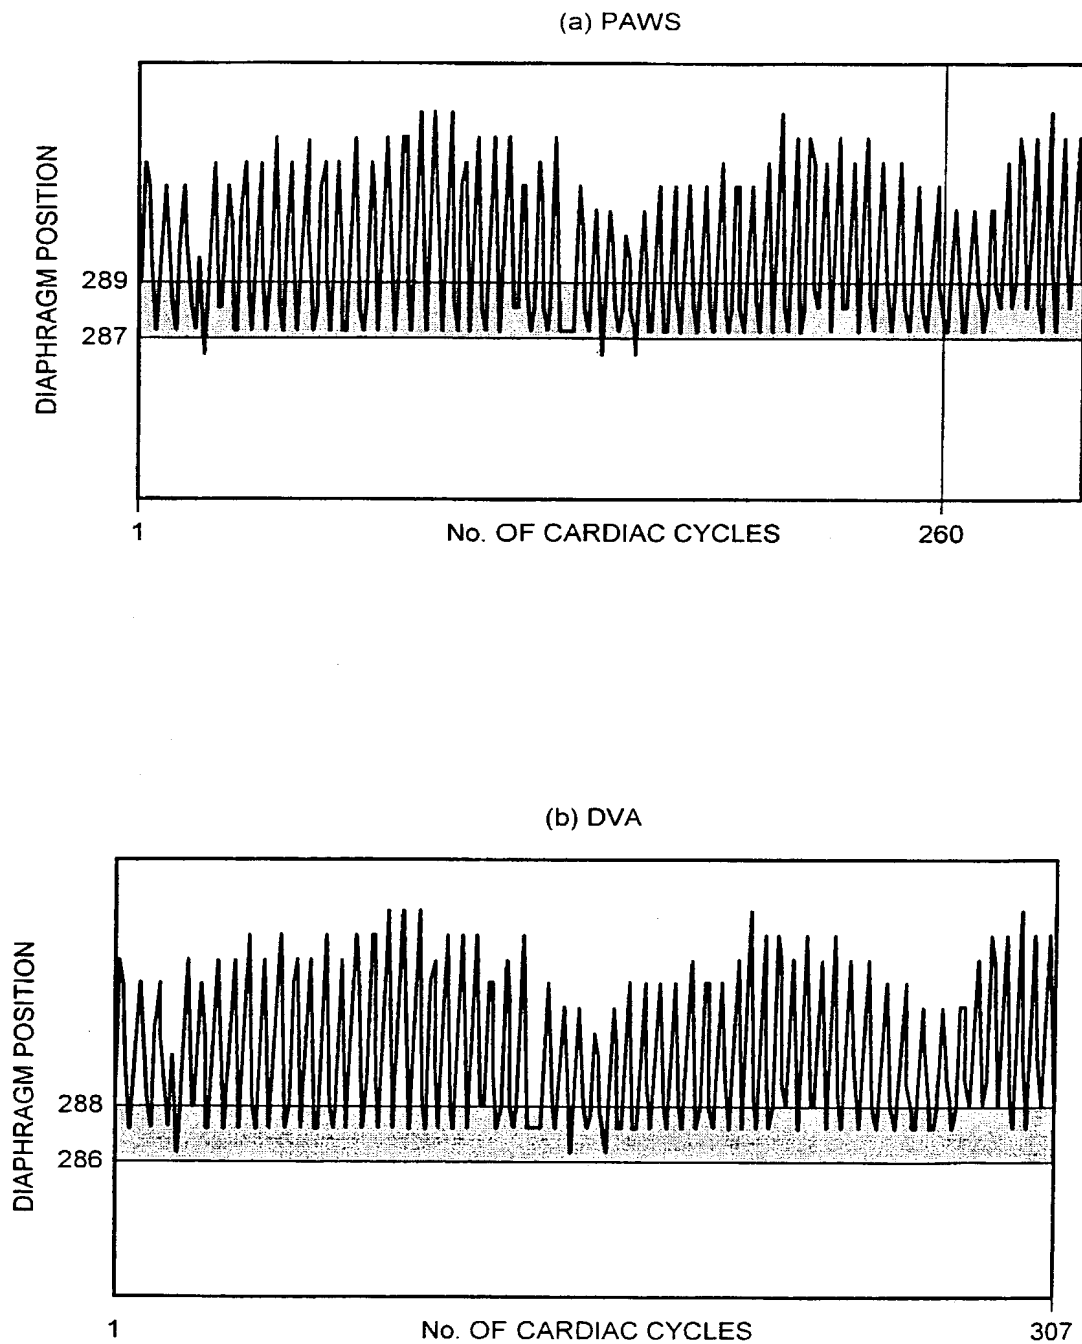 (a) PAWS
DIAPHRAGM POSITION
289
287
1
No. OF CARDIAC CYCLES
260
(b) DVA
DIAPHRAGM POSITION
288
286
1
No. OF CARDIAC CYCLES
307